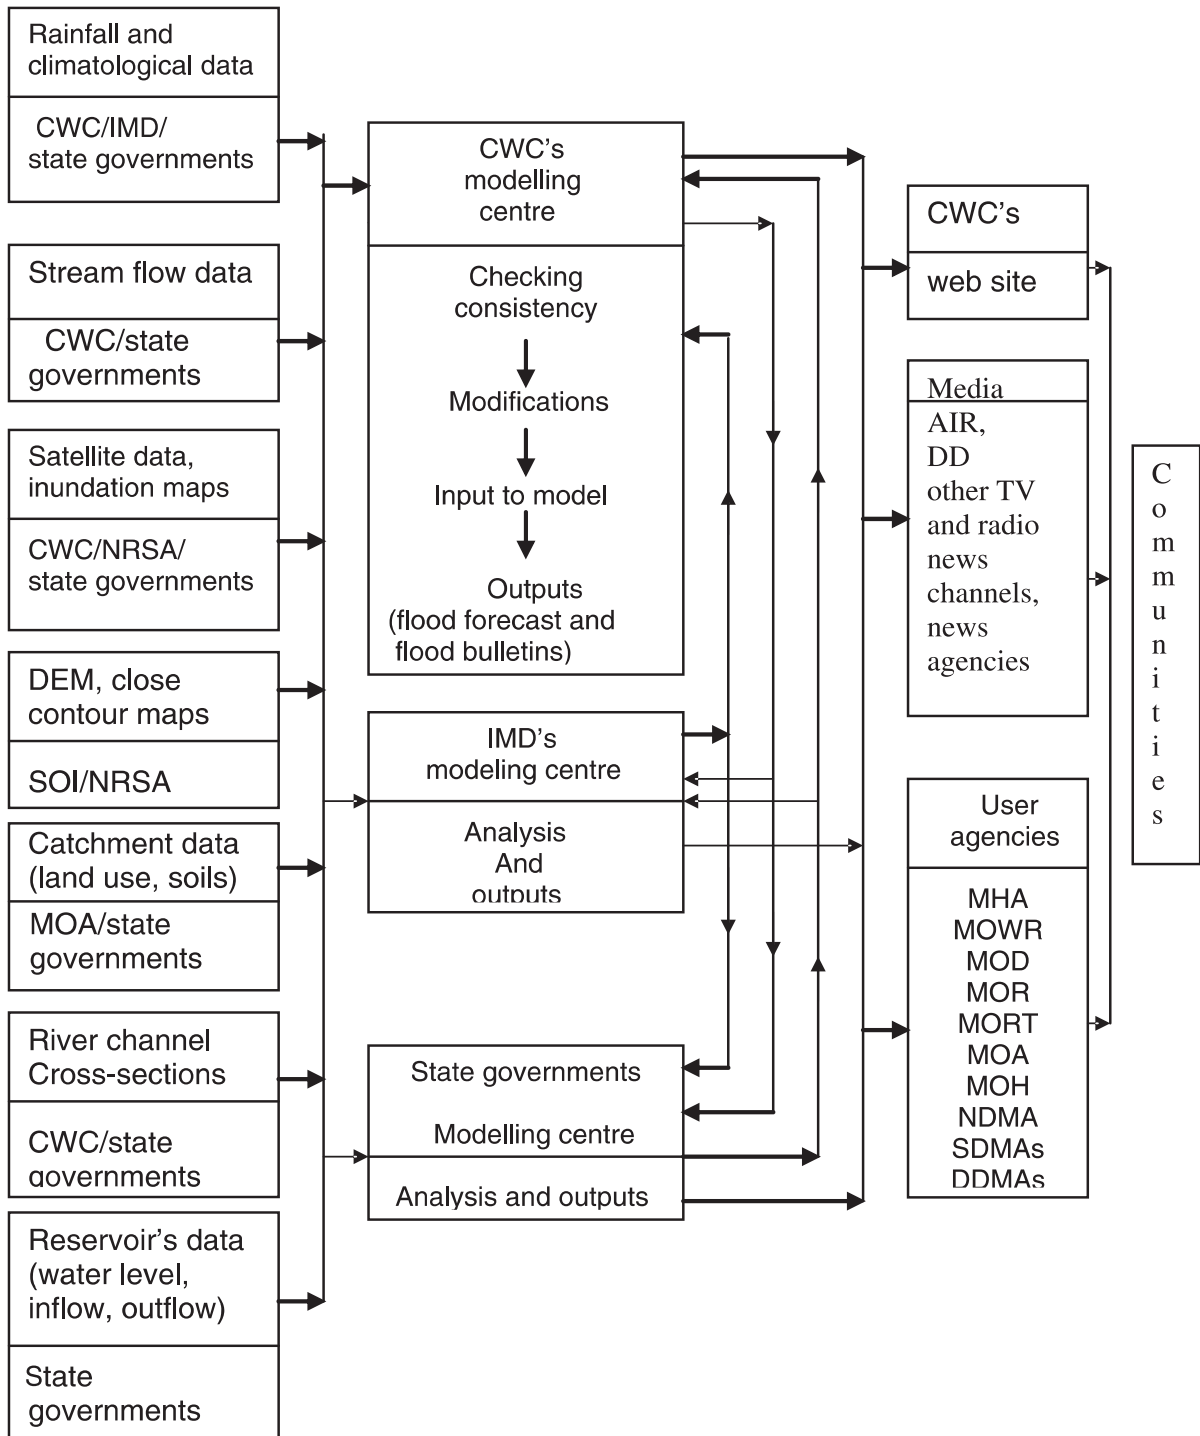 Rainfall and
climatological data
CWC/IMD/
state governments
Stream flow data
CWC/state
governments
Satellite data,
inundation maps
CWC/NRSA/
state governments
DEM, close
contour maps
SOI/NRSA
Catchment data
(land use, soils)
MOA/state
governments
River channel
Cross-sections
CWC/state
governments
Reservoir's data
(water level,
inflow, outflow)
State
governments
CWC's
modelling
centre
Checking
consistency
Modifications
Input to model
Outputs
(flood forecast and
flood bulletins)
IMD's
modeling centre
Analysis
And
outputs
State governments
Modelling centre
Analysis and outputs
CWC's
web site
Media
AIR,
DD
other TV
and radio
news
channels,
news
agencies
User
agencies
MHA
MOWR
MOD
MOR
MORT
MOA
MOH
NDMA
SDMAs
DDMAs
Communities